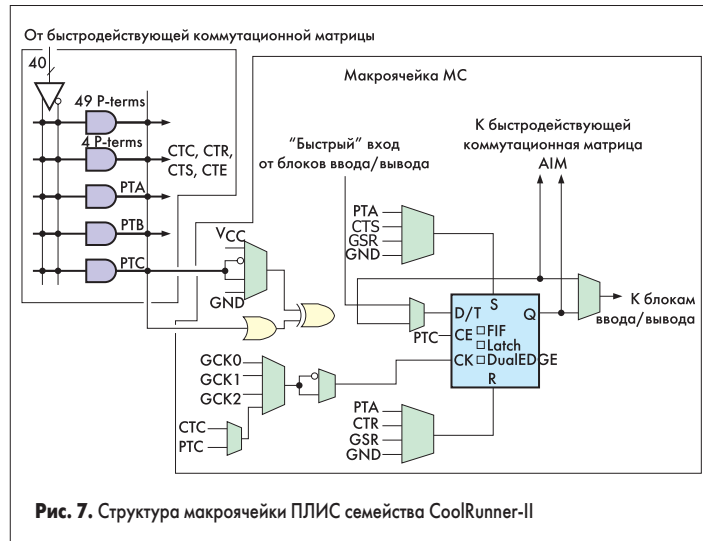 От быстродействующей коммутационной матрицы
40
Макроячейка МС
49 P-terms
4 P-terms
CTC, CTR,
CTS, CTE
PTA
PTB
PTC
К быстродействующей
коммутационная матрица
AIM
“Быстрый” вход
от блоков ввода/вывода
PTA
CTS
GSR
GND
VCC
GND
К блокам
ввода/вывода
S
D/T
Q
PTC
CE
FIF
Latch
CK
DualEDGE
R
GCK0
GCK1
GCK2
CTC
PTC
PTA
CTR
GSR
GND
Рис. 7. Структура макроячейки ПЛИС семейства CoolRunner-II